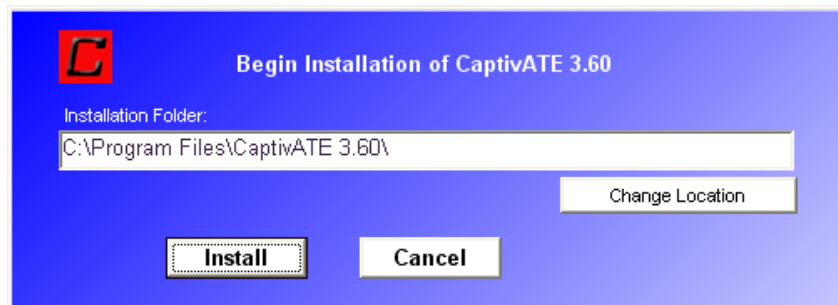 C
Begin Installation of CaptivATE 3.60
Installation Folder:
C:\Program Files\CaptivATE 3.60\
Change Location
Install Cancel